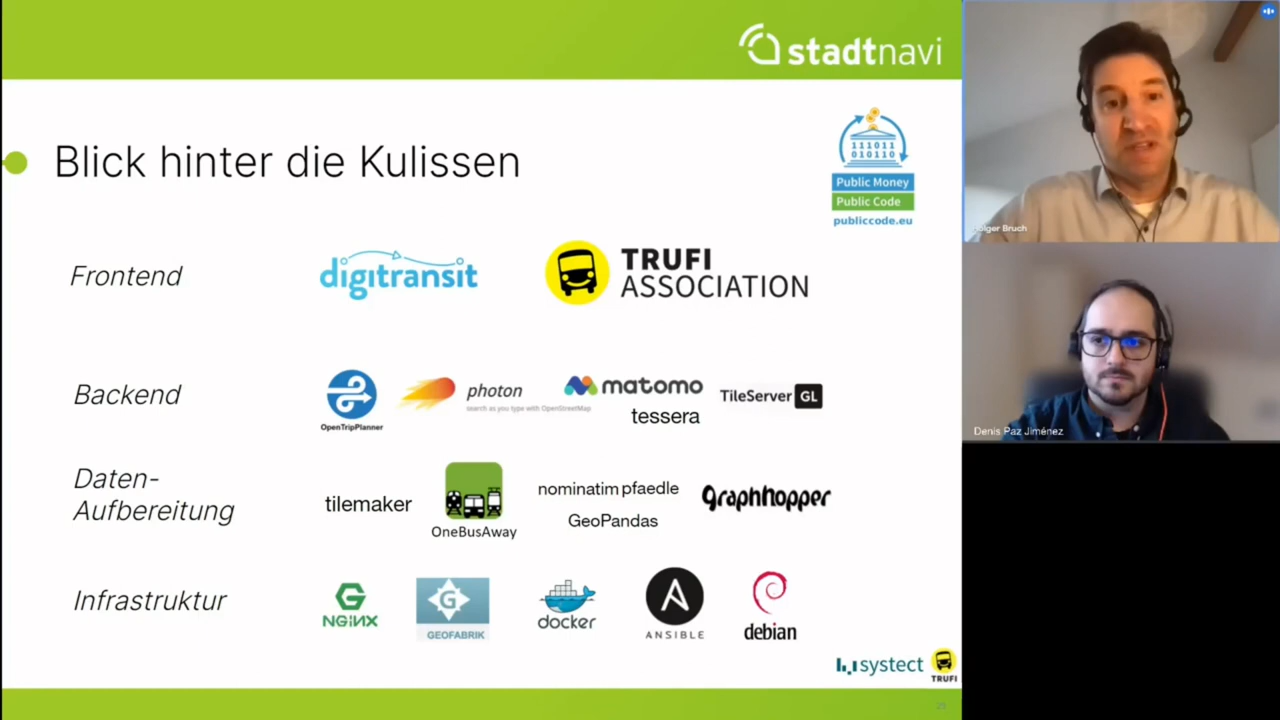 stadtnavi
Blick hinter die Kulissen
111011
010110
Public Money
Public Code
publiccode.eu
Frontend
digitransit
TRUFI
ASSOCIATION
Backend
OpenTripPlanner
photon
search as you type with OpenStreetMap
matomo
tessera
TileServer GL
Daten-
Aufbereitung
tilemaker
OneBusAway
nominatim pfaedle
GeoPandas
graphhopper
Infrastruktur
NGINX
G
GEOFABRIK
docker
ANSIBLE
debian
systect
TRUFI
Holger Bruch
Denis Paz Jiménez